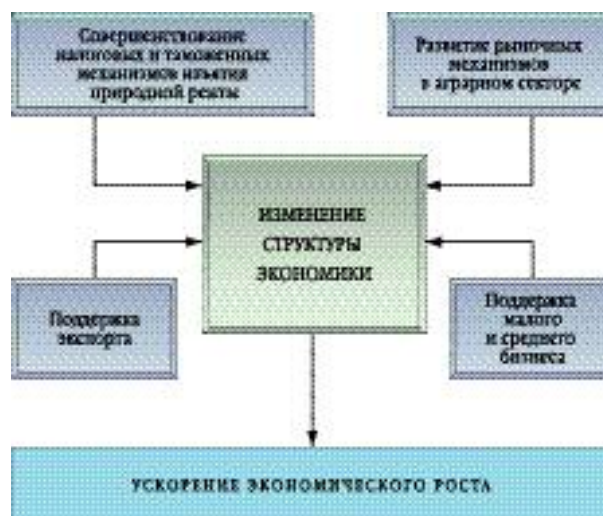 Совершенствование
налоговых и таможенных
механизмов изъятия
природной ренты
Развитие рыночных
механизмов
в аграрном секторе
ИЗМЕНЕНИЕ
СТРУКТУРЫ
ЭКОНОМИКИ
Поддержка
экспорта
Поддержка
малого
и среднего
бизнеса
УСКОРЕНИЕ ЭКОНОМИЧЕСКОГО РОСТА